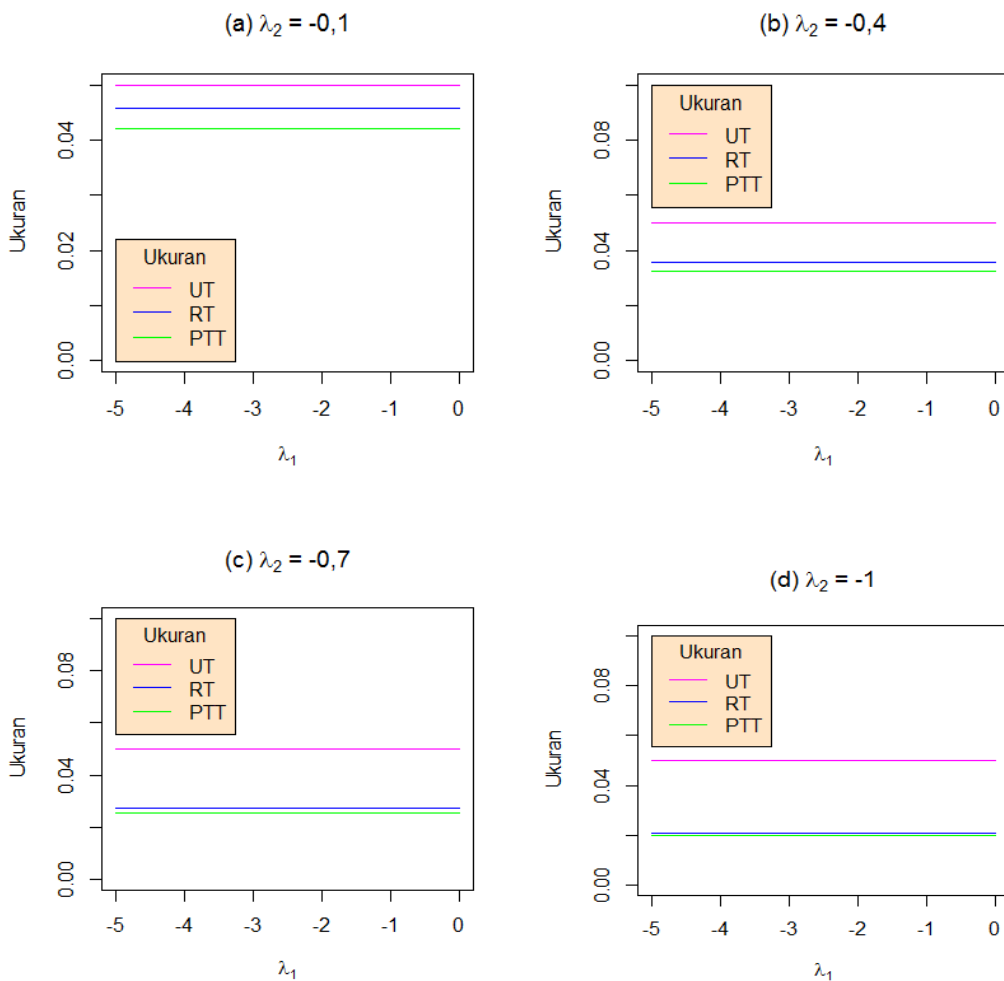 (a) λ₂ = -0,1
Ukuran
0.00 0.02 0.04
Ukuran
UT
RT
PTT
-5 -4 -3 -2 -1 0
λ₁
(b) λ₂ = -0,4
Ukuran
0.00 0.04 0.08
Ukuran
UT
RT
PTT
-5 -4 -3 -2 -1 0
λ₁
(c) λ₂ = -0,7
Ukuran
0.00 0.04 0.08
Ukuran
UT
RT
PTT
-5 -4 -3 -2 -1 0
λ₁
(d) λ₂ = -1
Ukuran
0.00 0.04 0.08
Ukuran
UT
RT
PTT
-5 -4 -3 -2 -1 0
λ₁